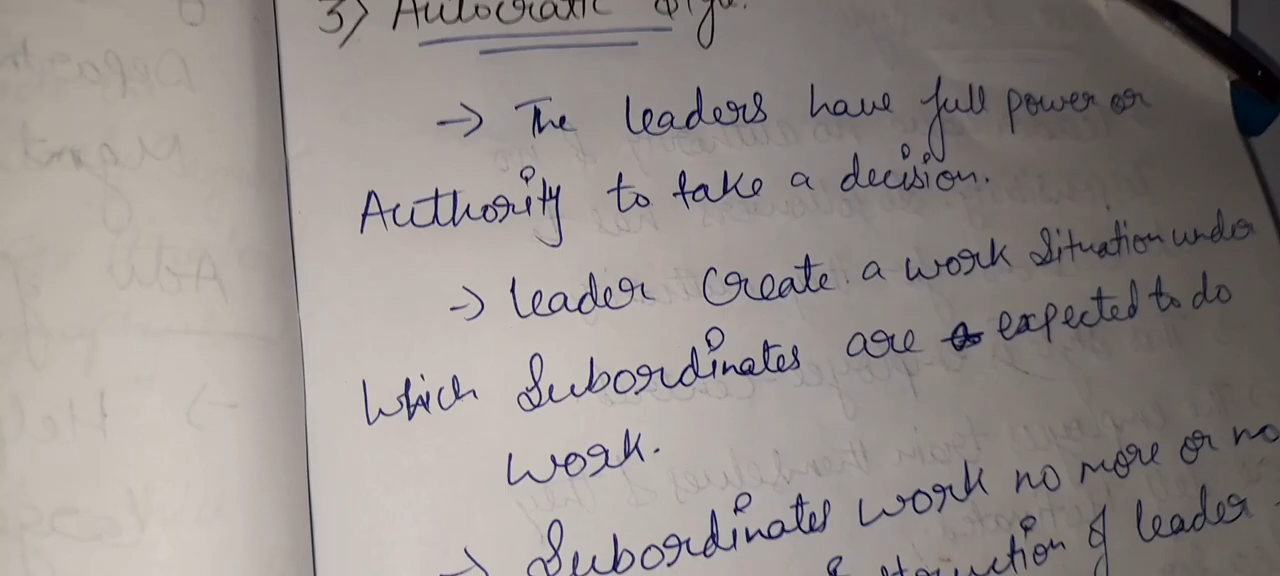 3) Autocratic
→ The leaders have full power or
Authority to take a decision.
→ leader Create a work Situation under
which Subordinates are expected to do
work.
→ Subordinates work no more or no
of leader